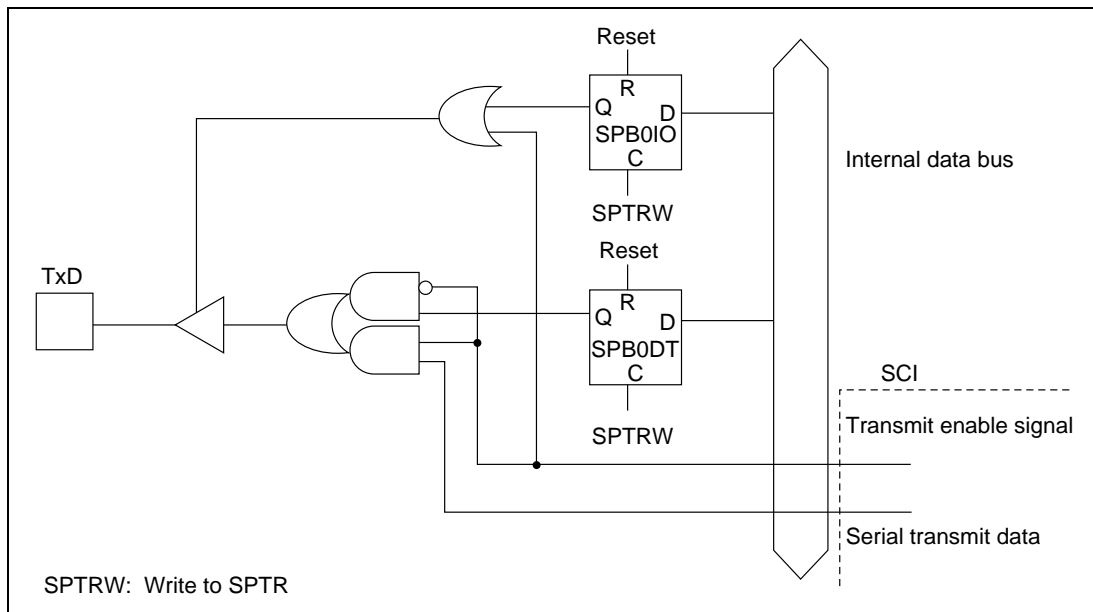 Reset
R
Q
D
SPB0IO
C
Internal data bus
SPTRW
Reset
TxD
R
Q
D
SPB0DT
C
SCI
SPTRW
Transmit enable signal
Serial transmit data
SPTRW: Write to SPTR